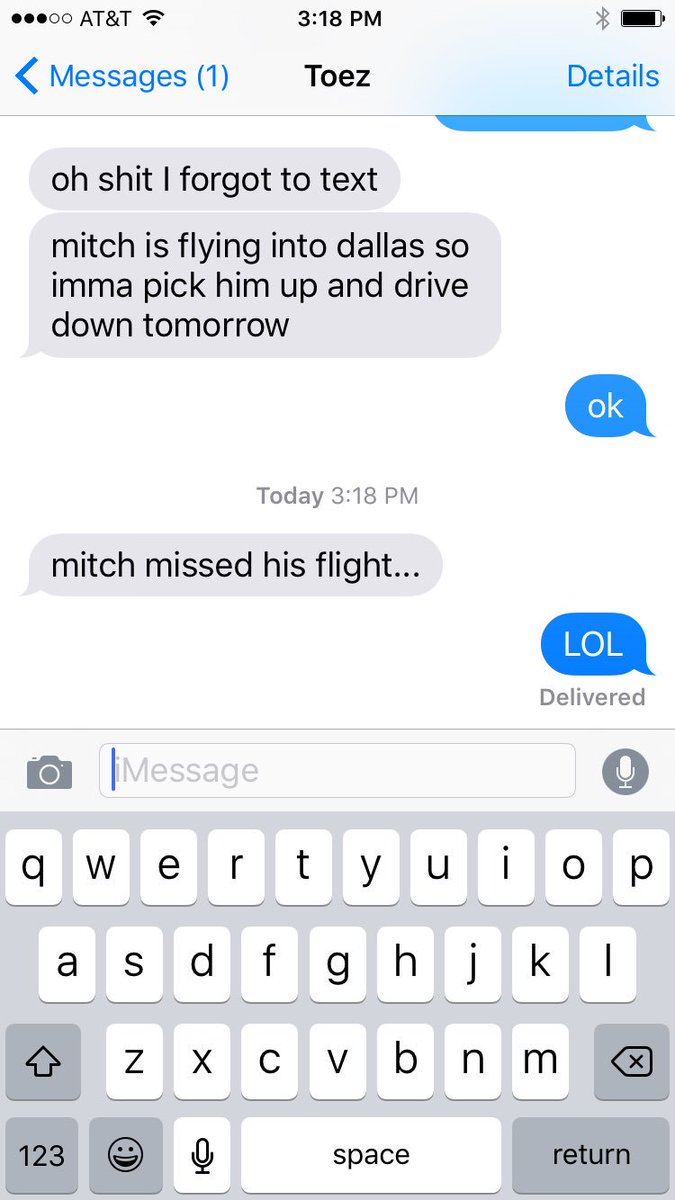 AT&T 3:18 PM
Messages (1) Toez Details
oh shit I forgot to text
mitch is flying into dallas so
imma pick him up and drive
down tomorrow
ok
Today 3:18 PM
mitch missed his flight...
LOL
Delivered
iMessage
q w e r t y u i o p
a s d f g h j k l
z x c v b n m
123 space return